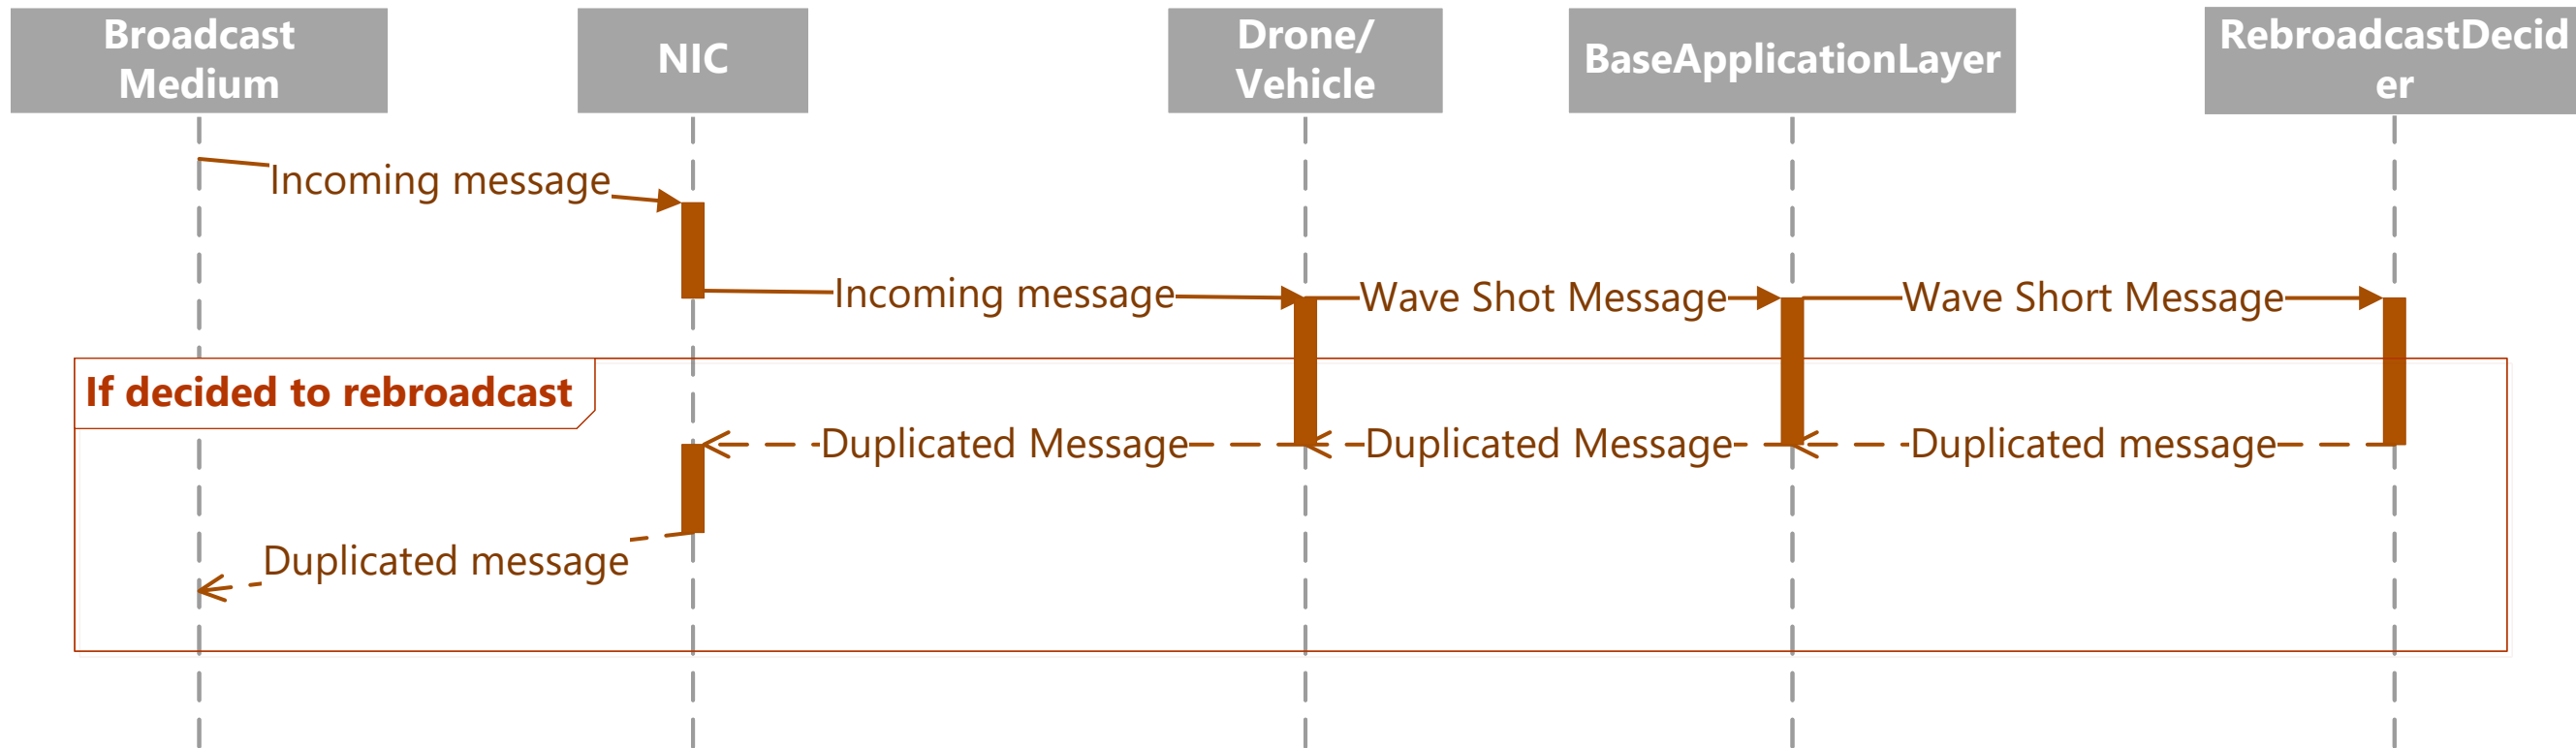 Broadcast
Medium
NIC
Drone/
Vehicle
BaseApplicationLayer
RebroadcastDecid
er
Incoming message
Incoming message
Wave Shot Message
Wave Short Message
If decided to rebroadcast
Duplicated Message
Duplicated Message
Duplicated message
Duplicated message